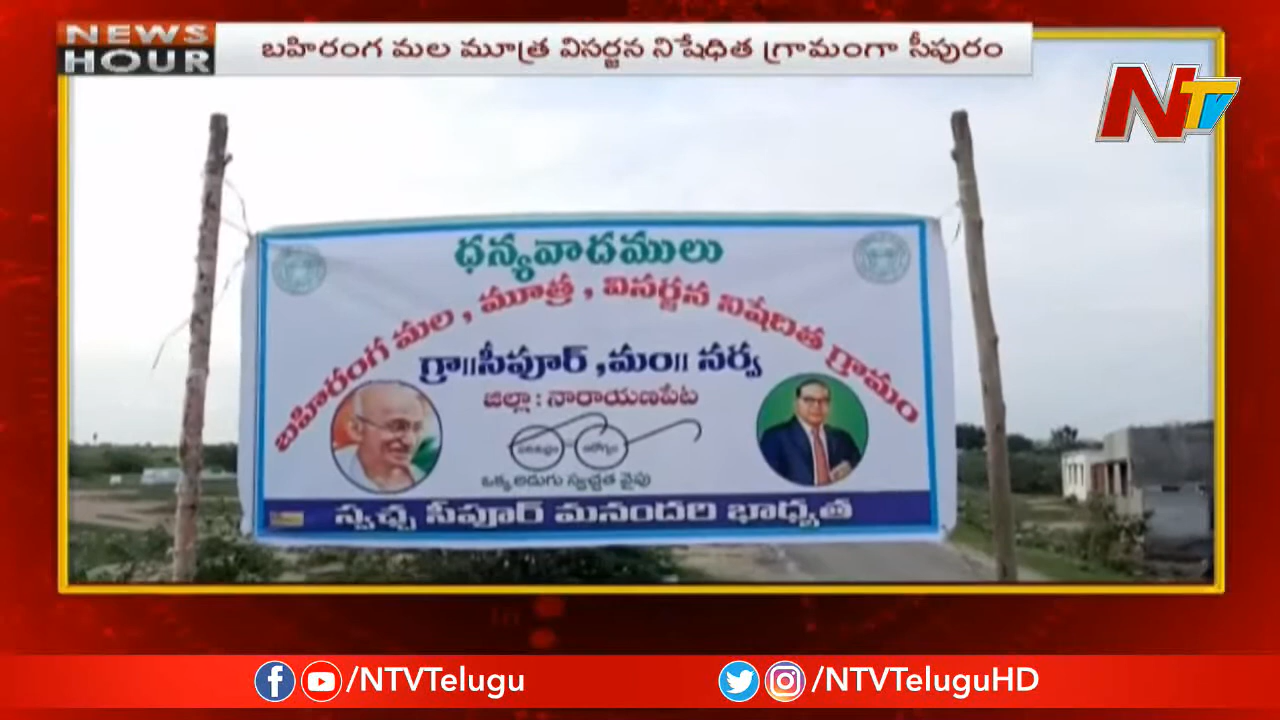 NEWS
HOUR
బహిరంగ మల మూత్ర విసర్జన నిషేధిత గ్రామంగా సీపురం
NTV
ధన్యవాదములు
బహిరంగ మల , మూత్ర , విసర్జన నిషేదిత గ్రామం
గ్రా||సీపూర్ ,మం|| నర్వ
జిల్లా : నారాయణపేట
ఒక్క అడుగు స్వచ్ఛత వైపు
స్వచ్ఛ సీపూర్ మనందరి భాధ్యత
/NTVTelugu
/NTVTeluguHD